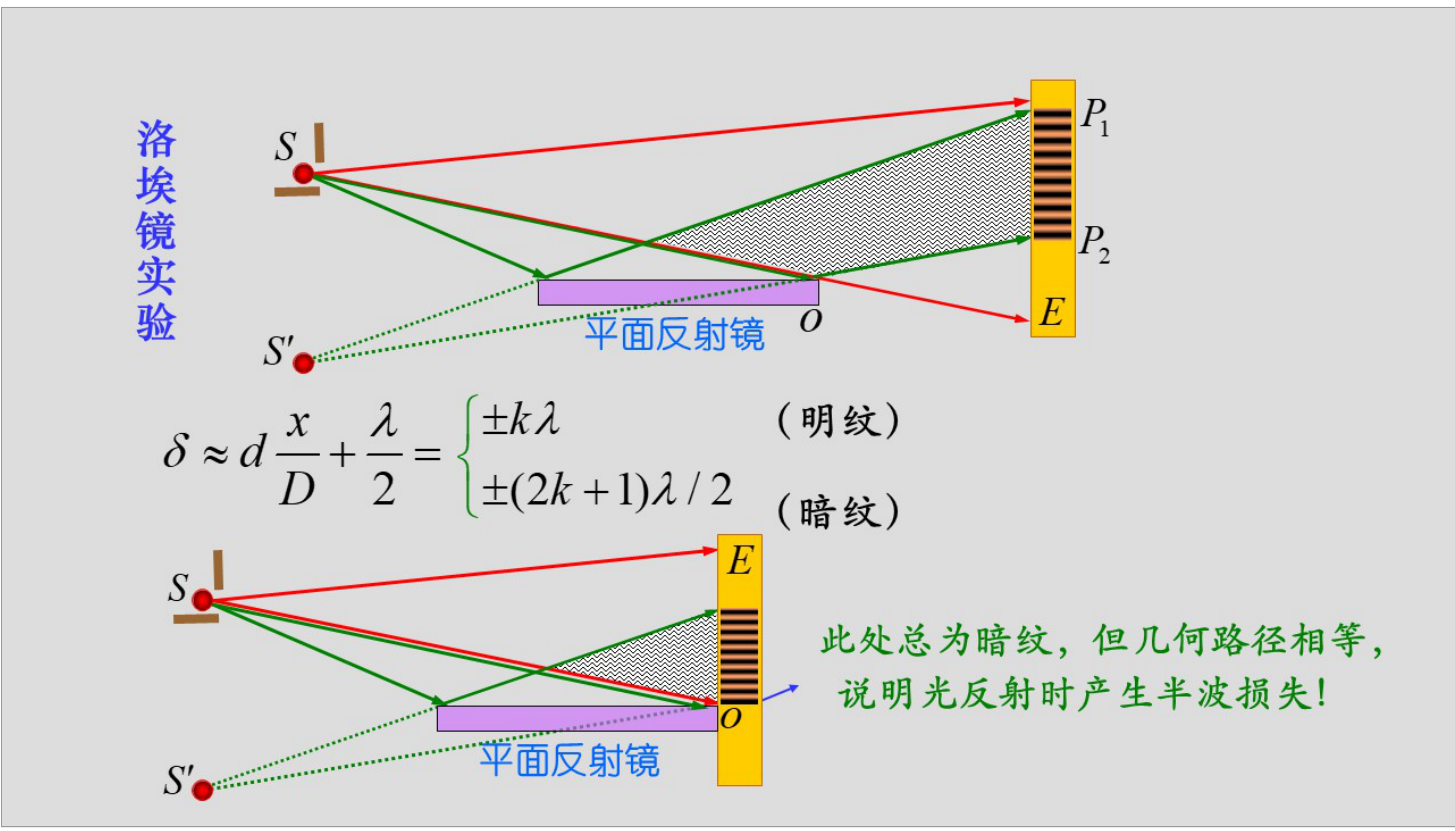 洛埃镜实验
S
P₁
P₂
E
平面反射镜
O
S′
δ ≈ d x/D + λ/2 = { ±kλ （明纹）
±(2k+1)λ/2 （暗纹）
S
E
此处总为暗纹，但几何路径相等，
说明光反射时产生半波损失！
O
平面反射镜
S′